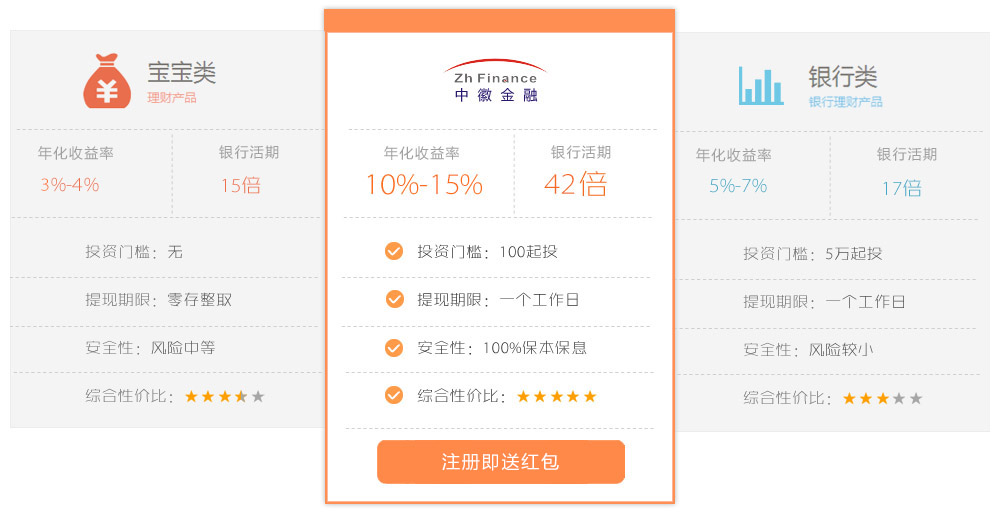 宝宝类
理财产品
年化收益率
银行活期
3%-4%
15倍
投资门槛：无
提现期限：零存整取
安全性：风险中等
综合性价比：
Zh Finance
中徽金融
年化收益率
银行活期
10%-15%
42倍
投资门槛：100起投
提现期限：一个工作日
安全性：100%保本保息
综合性价比：
注册即送红包
银行类
银行理财产品
年化收益率
银行活期
5%-7%
17倍
投资门槛：5万起投
提现期限：一个工作日
安全性：风险较小
综合性价比：